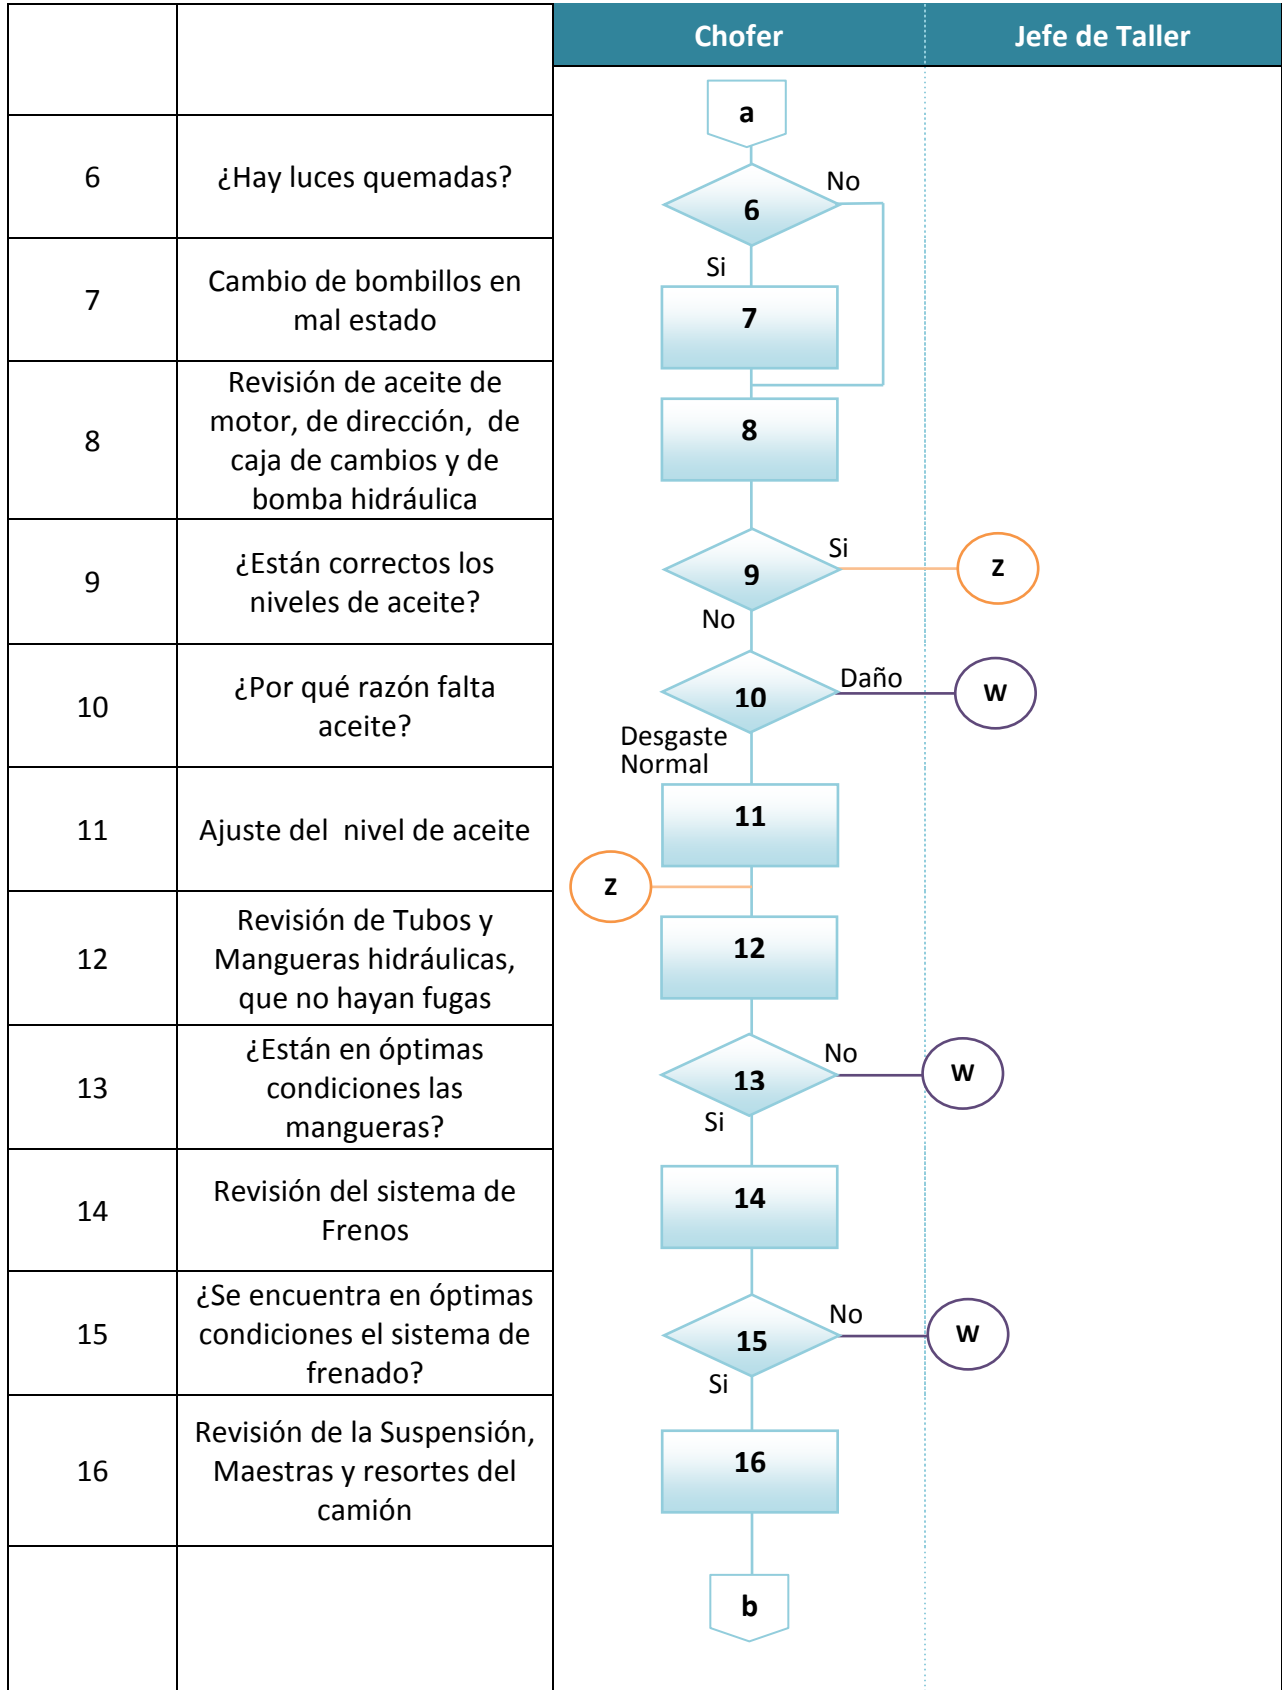 Chofer
Jefe de Taller
a
6
¿Hay luces quemadas?
6
No
Si
7
Cambio de bombillos en
mal estado
7
8
Revisión de aceite de
motor, de dirección, de
caja de cambios y de
bomba hidráulica
8
9
¿Están correctos los
niveles de aceite?
9
Si
Z
No
10
¿Por qué razón falta
aceite?
10
Daño
W
Desgaste
Normal
11
Ajuste del nivel de aceite
11
Z
12
Revisión de Tubos y
Mangueras hidráulicas,
que no hayan fugas
12
13
¿Están en óptimas
condiciones las
mangueras?
13
No
W
Si
14
Revisión del sistema de
Frenos
14
15
¿Se encuentra en óptimas
condiciones el sistema de
frenado?
15
No
W
Si
16
Revisión de la Suspensión,
Maestras y resortes del
camión
16
b